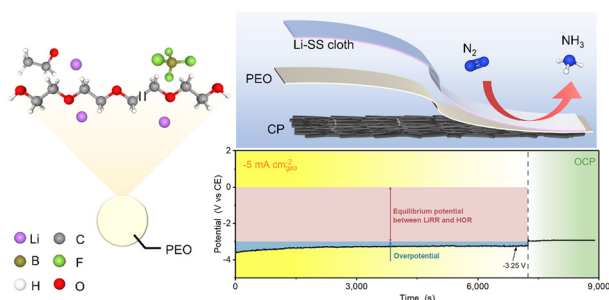 Li
C
B
F
H
O
PEO
Li-SS cloth
PEO
CP
N₂
NH₃
-5 mA cm⁻²geo
OCP
Equilibrium potential
between LiRR and HOR
Overpotential
-3.25 V
Potential (V vs CE)
2
0
-2
-4
0
3,000
6,000
9,000
Time (s)